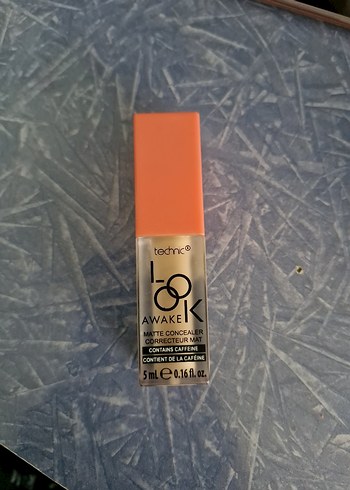 technic®
LOOK
AWAKE
MATTE CONCEALER
CORRECTEUR MAT
CONTAINS CAFFEINE
CONTIENT DE LA CAFÉINE
5 mL ℮ 0.16 fl. oz.